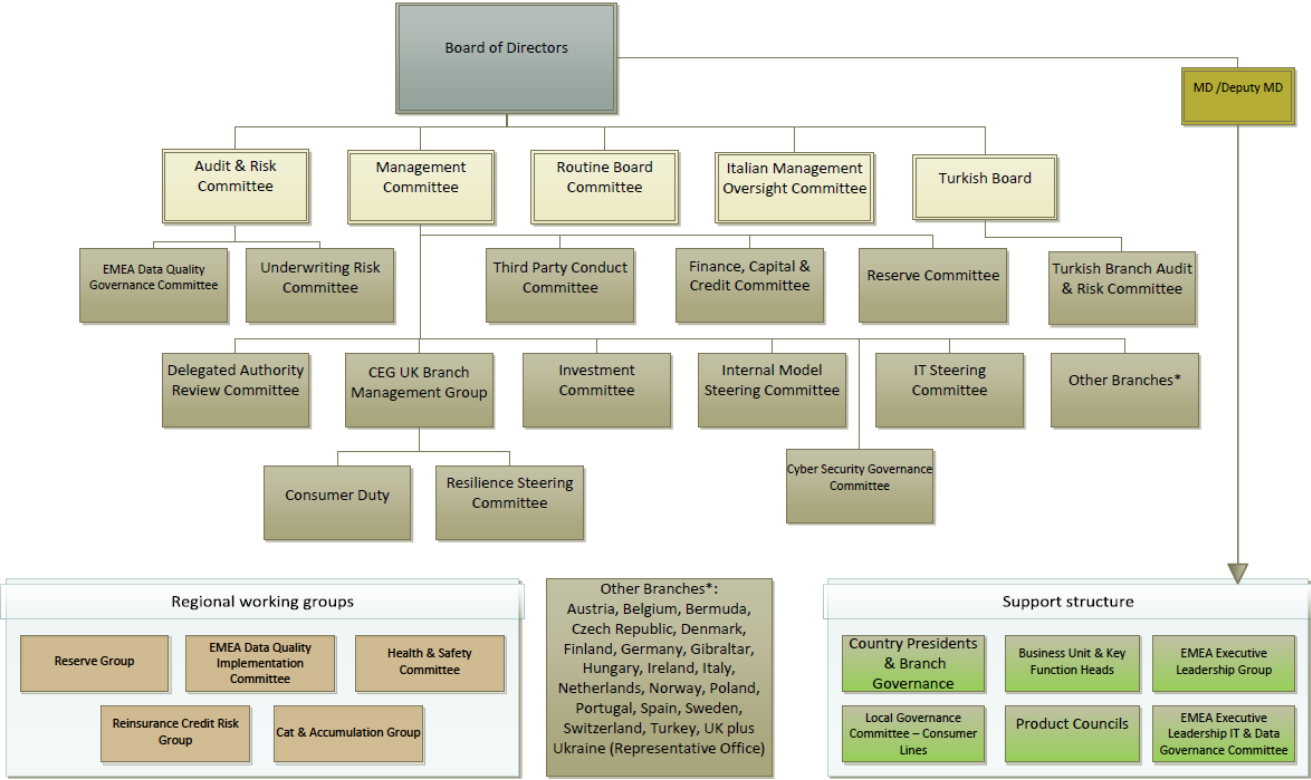 Board of Directors
MD /Deputy MD
Audit & Risk
Committee
Management
Committee
Routine Board
Committee
Italian Management
Oversight Committee
Turkish Board
EMEA Data Quality
Governance Committee
Underwriting Risk
Committee
Third Party Conduct
Committee
Finance, Capital &
Credit Committee
Reserve Committee
Turkish Branch Audit
& Risk Committee
Delegated Authority
Review Committee
CEG UK Branch
Management Group
Investment
Committee
Internal Model
Steering Committee
IT Steering
Committee
Other Branches*
Consumer Duty
Resilience Steering
Committee
Cyber Security Governance
Committee
Regional working groups
Reserve Group
EMEA Data Quality
Implementation
Committee
Health & Safety
Committee
Reinsurance Credit Risk
Group
Cat & Accumulation Group
Other Branches*:
Austria, Belgium, Bermuda,
Czech Republic, Denmark,
Finland, Germany, Gibraltar,
Hungary, Ireland, Italy,
Netherlands, Norway, Poland,
Portugal, Spain, Sweden,
Switzerland, Turkey, UK plus
Ukraine (Representative Office)
Support structure
Country Presidents
& Branch
Governance
Business Unit & Key
Function Heads
EMEA Executive
Leadership Group
Local Governance
Committee – Consumer
Lines
Product Councils
EMEA Executive
Leadership IT & Data
Governance Committee